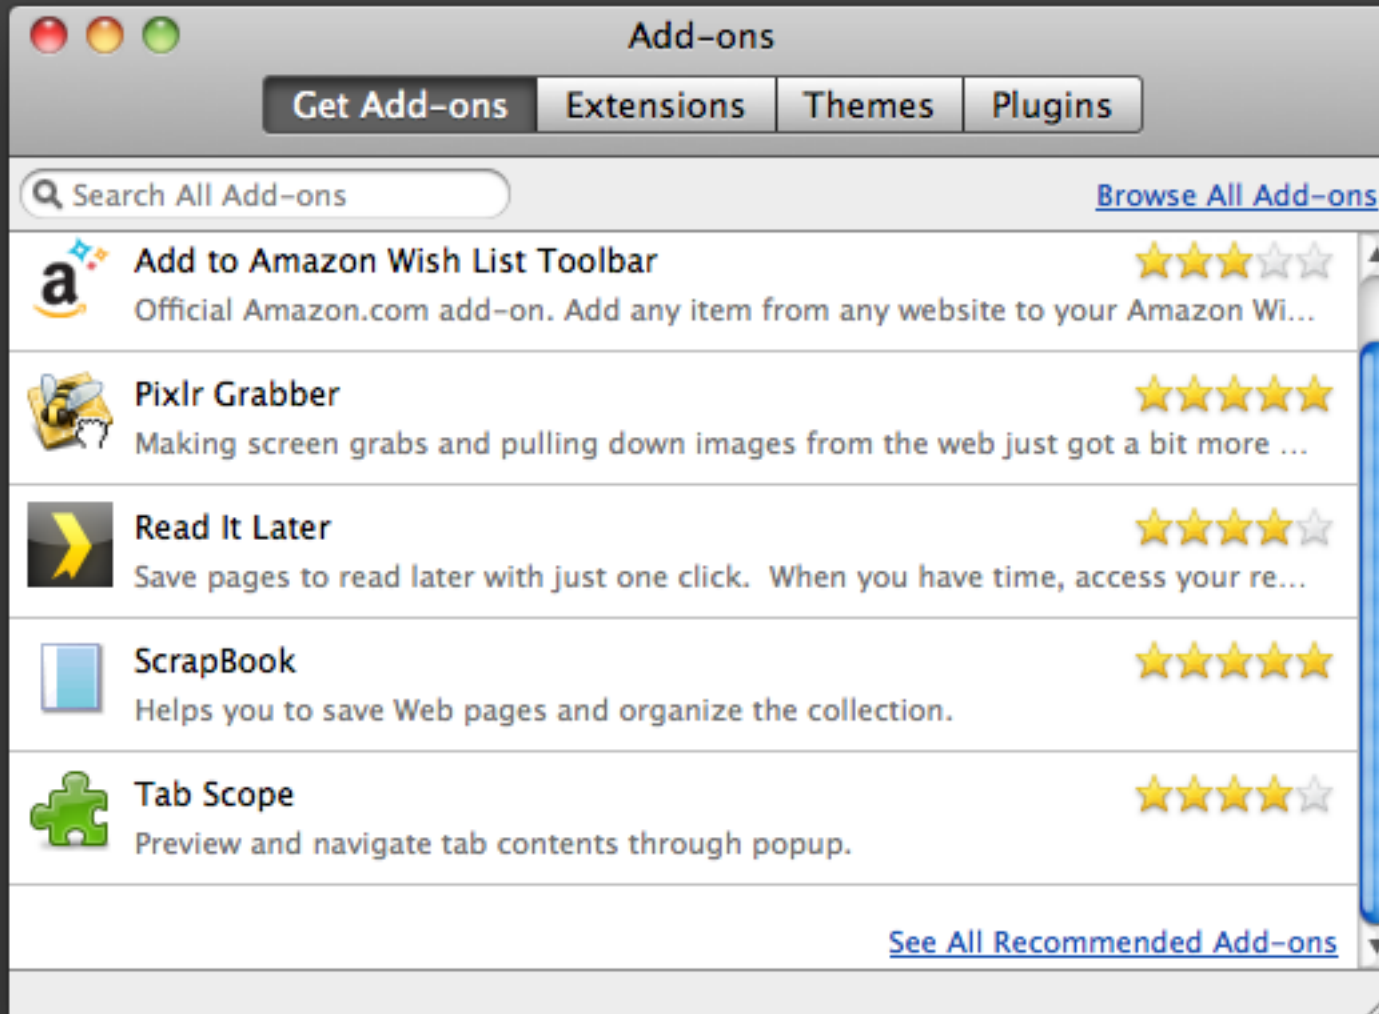 Add-ons
Get Add-ons Extensions Themes Plugins
Search All Add-ons Browse All Add-ons
Add to Amazon Wish List Toolbar
Official Amazon.com add-on. Add any item from any website to your Amazon Wi...
Pixlr Grabber
Making screen grabs and pulling down images from the web just got a bit more ...
Read It Later
Save pages to read later with just one click.  When you have time, access your re...
ScrapBook
Helps you to save Web pages and organize the collection.
Tab Scope
Preview and navigate tab contents through popup.
See All Recommended Add-ons